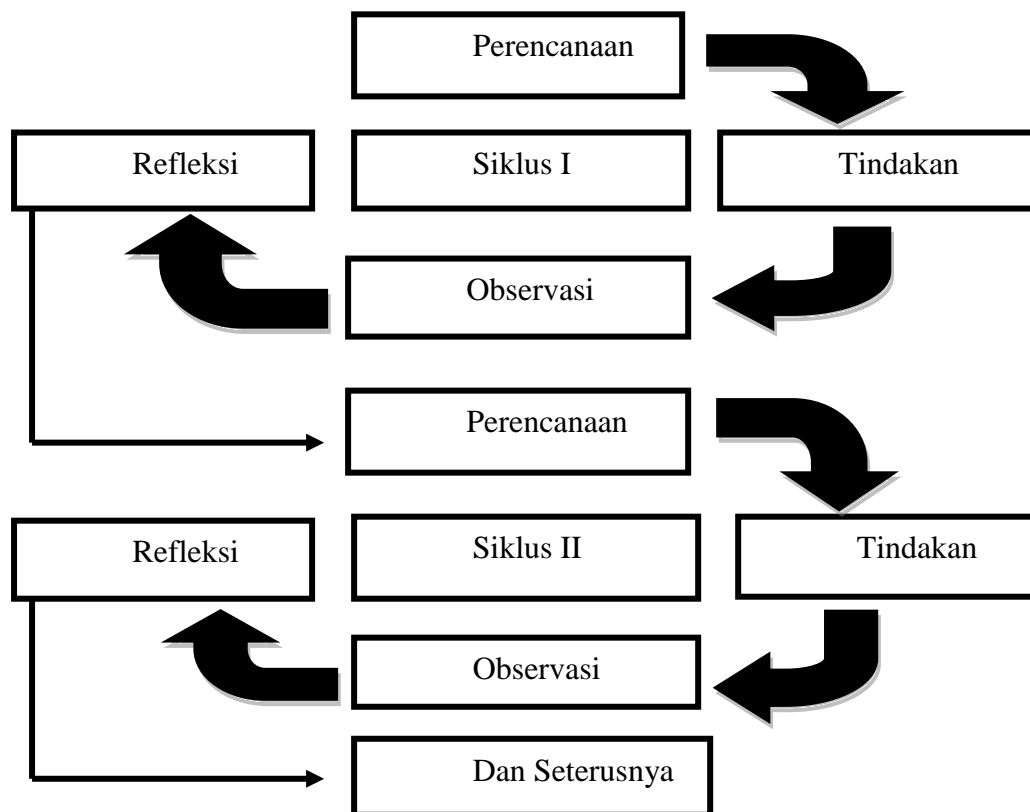 Perencanaan
Refleksi
Siklus I
Tindakan
Observasi
Perencanaan
Refleksi
Siklus II
Tindakan
Observasi
Dan Seterusnya